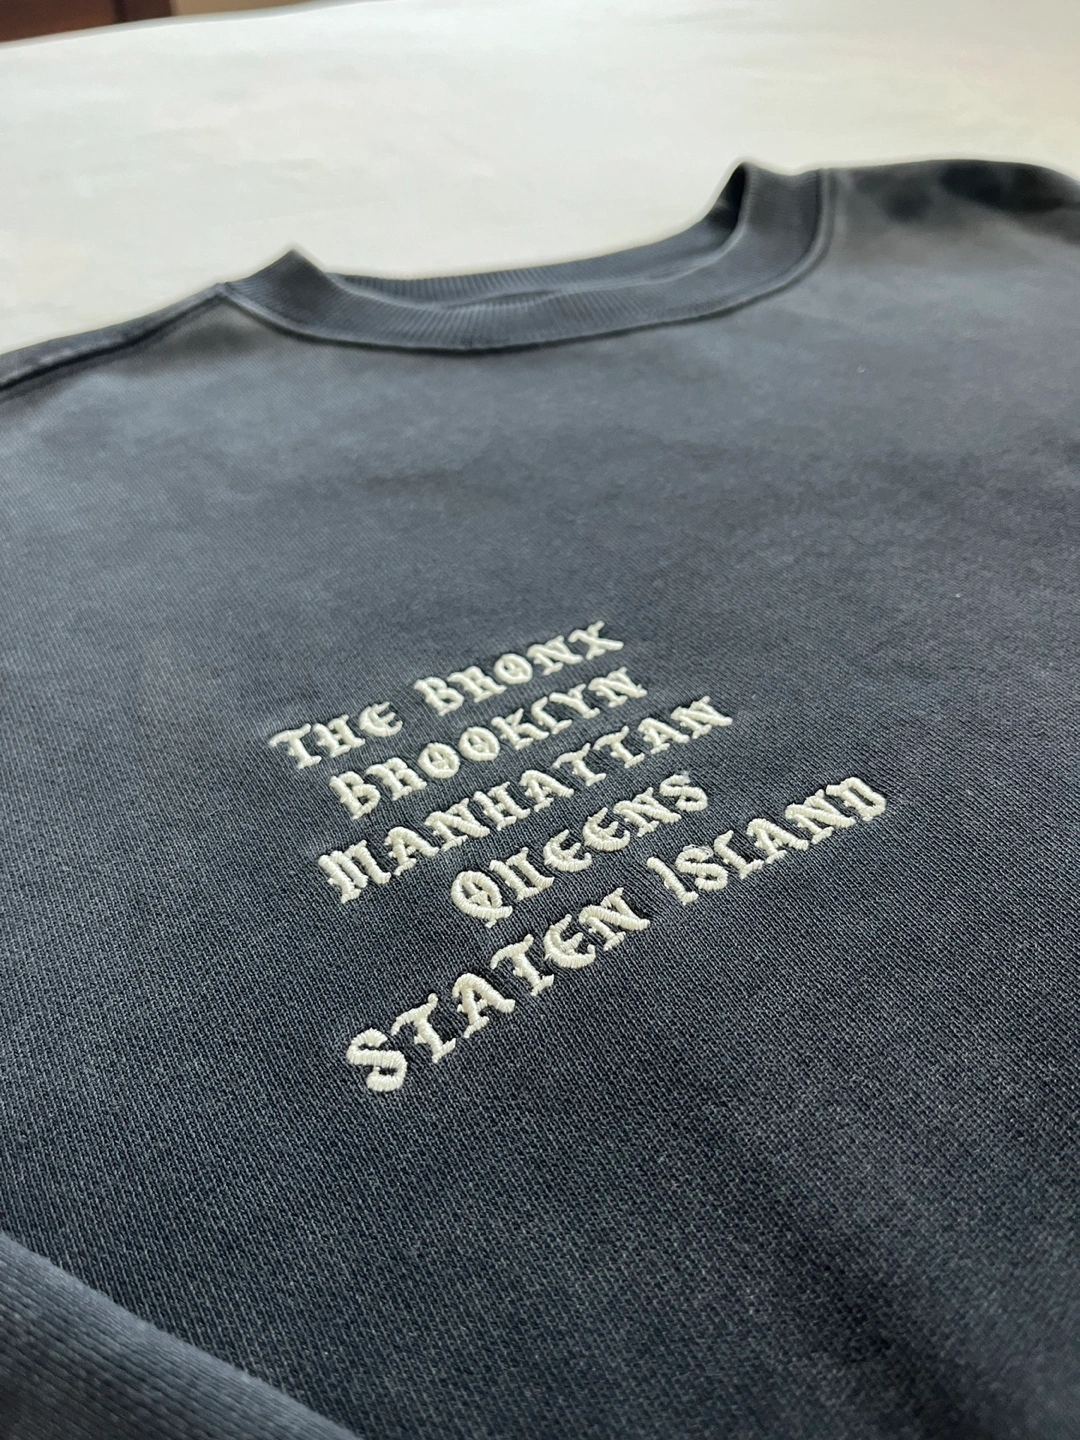 The Bronx
Brooklyn
Manhattan
Queens
Staten Island